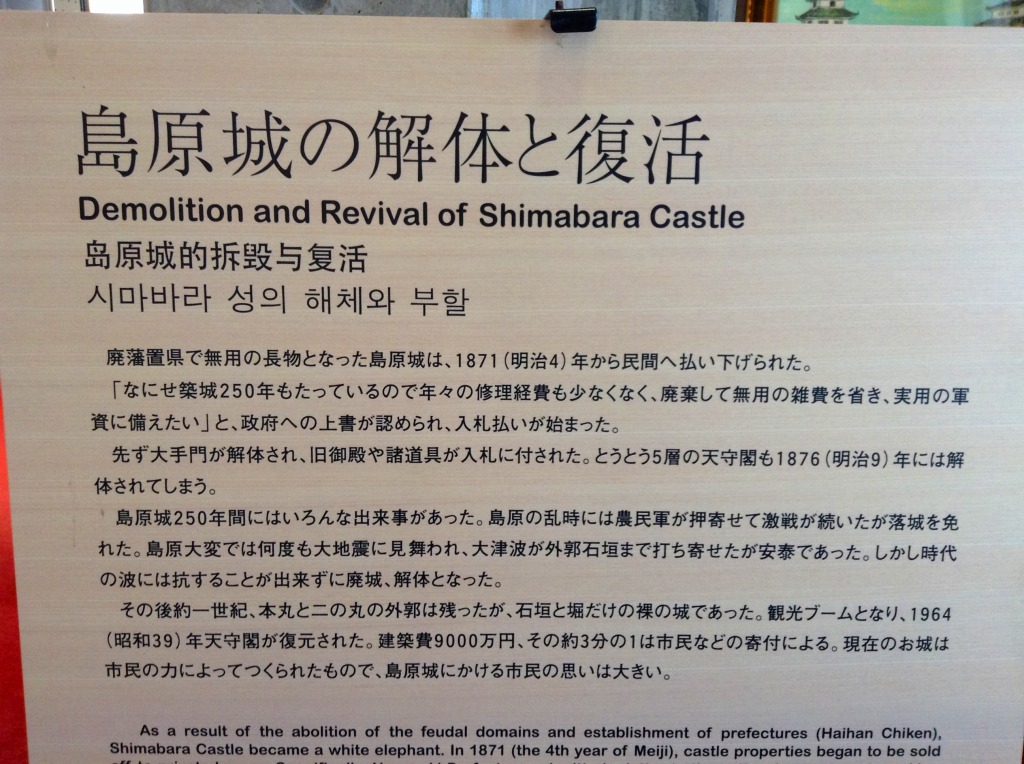 島原城の解体と復活
Demolition and Revival of Shimabara Castle
岛原城的拆毁与复活
시마바라 성의 해체와 부할
廃藩置県で無用の長物となった島原城は、1871(明治4)年から民間へ払い下げられた。
「なにせ築城250年もたっているので年々の修理経費も少なくなく、廃棄して無用の雑費を省き、実用の軍
資に備えたい」と、政府への上書が認められ、入札払いが始まった。
先ず大手門が解体され、旧御殿や諸道具が入札に付された。とうとう5層の天守閣も1876(明治9)年には解
体されてしまう。
島原城250年間にはいろんな出来事があった。島原の乱時には農民軍が押寄せて激戦が続いたが落城を免
れた。島原大変では何度も大地震に見舞われ、大津波が外郭石垣まで打ち寄せたが安泰であった。しかし時代
の波には抗することが出来ずに廃城、解体となった。
その後約一世紀、本丸と二の丸の外郭は残ったが、石垣と堀だけの裸の城であった。観光ブームとなり、1964
(昭和39)年天守閣が復元された。建築費9000万円、その約3分の1は市民などの寄付による。現在のお城は
市民の力によってつくられたもので、島原城にかける市民の思いは大きい。
As a result of the abolition of the feudal domains and establishment of prefectures (Haihan Chiken),
Shimabara Castle became a white elephant. In 1871 (the 4th year of Meiji), castle properties began to be sold